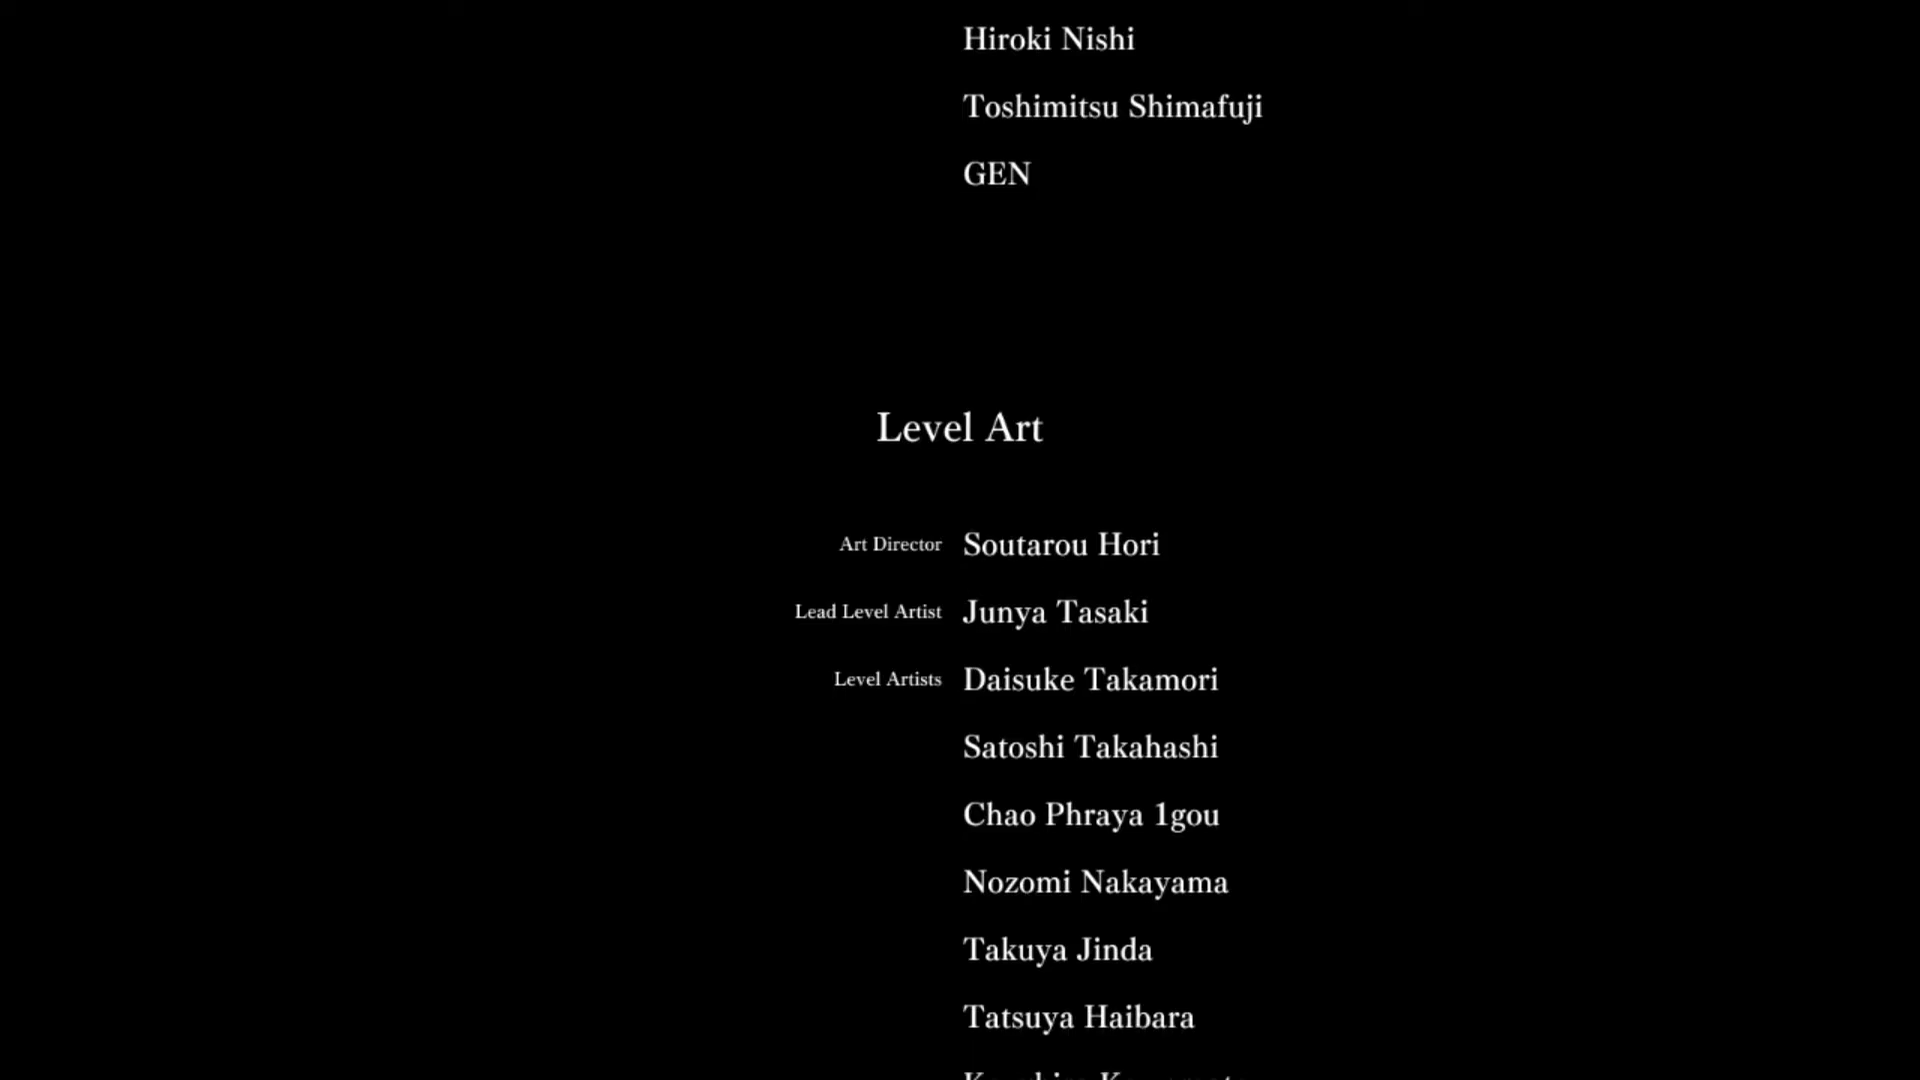 Hiroki Nishi
Toshimitsu Shimafuji
GEN
Level Art
Art Director Soutarou Hori
Lead Level Artist Junya Tasaki
Level Artists Daisuke Takamori
Satoshi Takahashi
Chao Phraya 1gou
Nozomi Nakayama
Takuya Jinda
Tatsuya Haibara